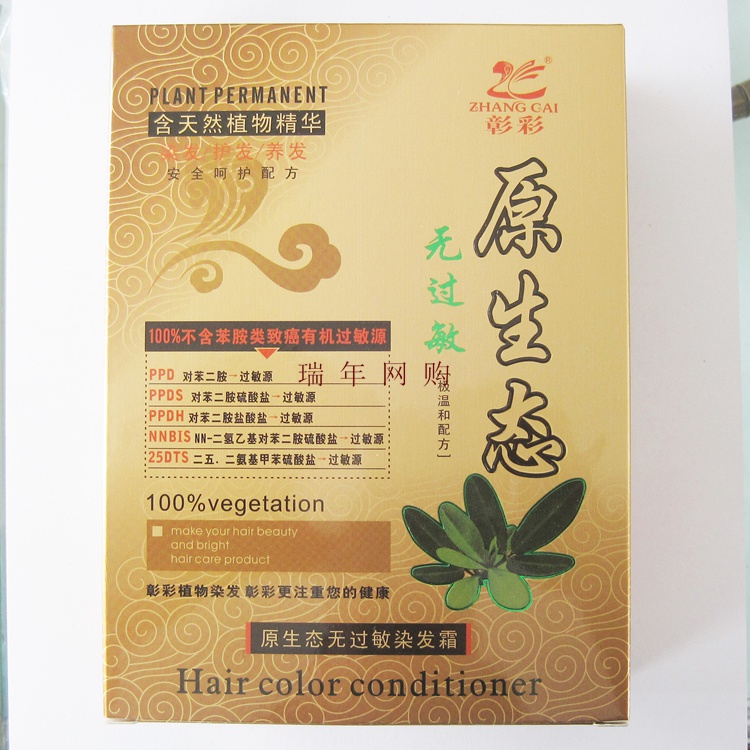 PLANT PERMANENT
含天然植物精华
染发/护发/养发
安全呵护配方
®
ZHANG CAI
彰彩
原生态
无过敏
极温和配方]
100%不含苯胺类致癌有机过敏源
PPD 对苯二胺→过敏源
PPDS 对苯二胺硫酸盐→过敏源
PPDH 对苯二胺盐酸盐→过敏源
NNBIS NN-二氢乙基对苯二胺硫酸盐→过敏源
25DTS 二五.二氨基甲苯硫酸盐→过敏源
瑞年网购
100%vegetation
make your hair beauty
and bright
hair care product
彰彩植物染发 彰彩更注重您的健康
原生态无过敏染发霜
Hair color conditioner